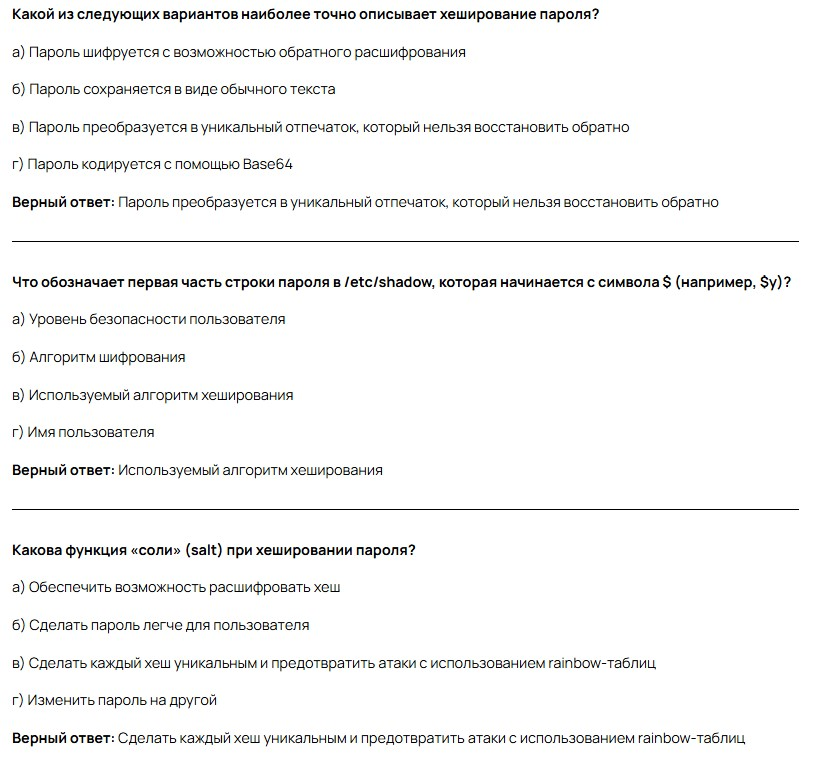 Какой из следующих вариантов наиболее точно описывает хеширование пароля?
а) Пароль шифруется с возможностью обратного расшифрования
б) Пароль сохраняется в виде обычного текста
в) Пароль преобразуется в уникальный отпечаток, который нельзя восстановить обратно
г) Пароль кодируется с помощью Base64
Верный ответ: Пароль преобразуется в уникальный отпечаток, который нельзя восстановить обратно
Что обозначает первая часть строки пароля в /etc/shadow, которая начинается с символа $ (например, $y)?
а) Уровень безопасности пользователя
б) Алгоритм шифрования
в) Используемый алгоритм хеширования
г) Имя пользователя
Верный ответ: Используемый алгоритм хеширования
Какова функция «соли» (salt) при хешировании пароля?
а) Обеспечить возможность расшифровать хеш
б) Сделать пароль легче для пользователя
в) Сделать каждый хеш уникальным и предотвратить атаки с использованием rainbow-таблиц
г) Изменить пароль на другой
Верный ответ: Сделать каждый хеш уникальным и предотвратить атаки с использованием rainbow-таблиц